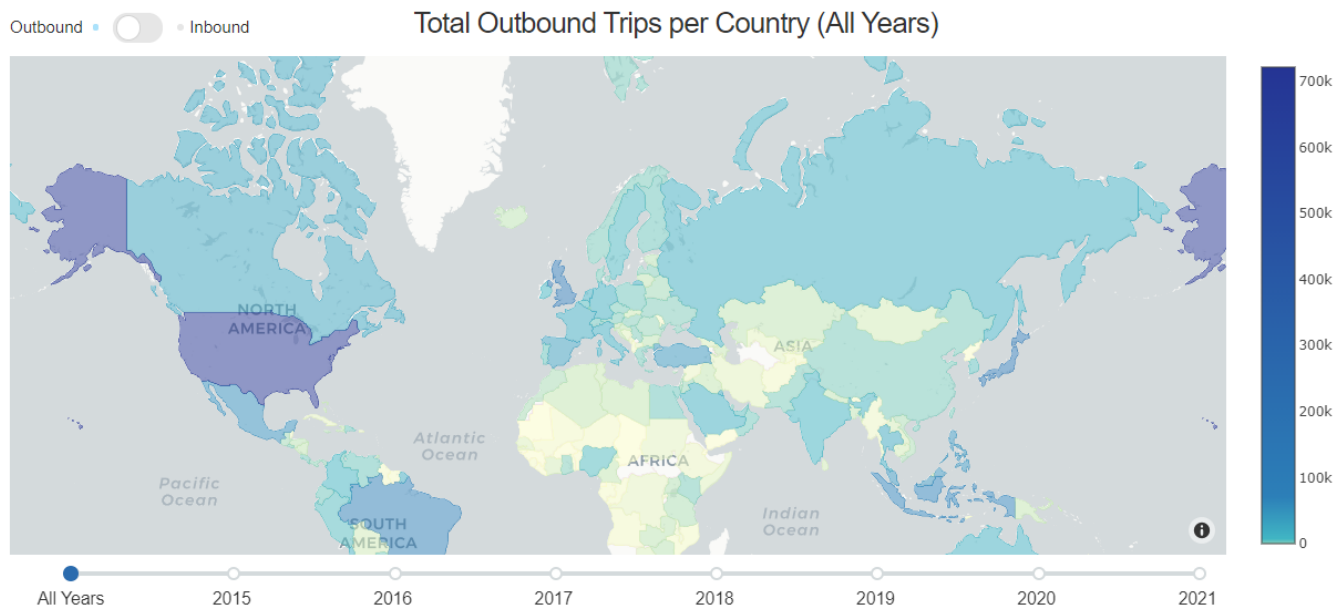 Outbound
Inbound
Total Outbound Trips per Country (All Years)
NORTH
AMERICA
Atlantic
Ocean
Pacific
Ocean
SOUTH
AMERICA
AFRICA
ASIA
Indian
Ocean
i
700k
600k
500k
400k
300k
200k
100k
0
All Years
2015
2016
2017
2018
2019
2020
2021